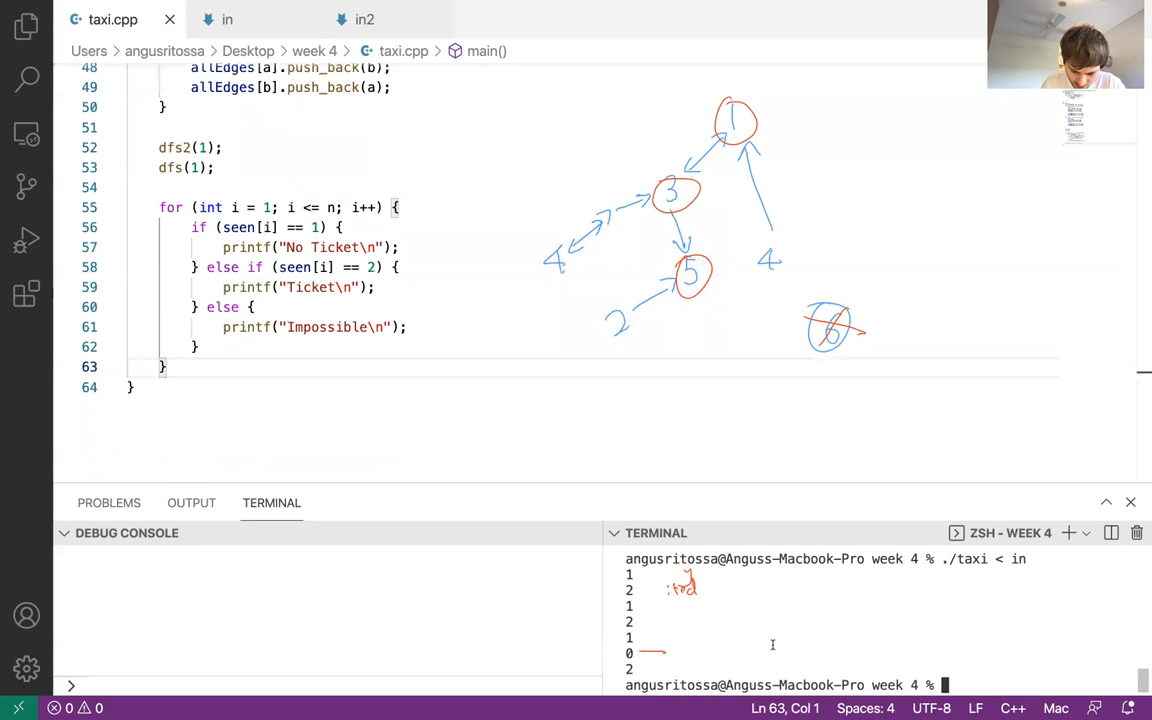 taxi.cpp
in
in2
Users > angusritossa > Desktop > week 4 > taxi.cpp > main()
48 allEdges[a].push_back(b);
49 allEdges[b].push_back(a);
50 }
51
52 dfs2(1);
53 dfs(1);
54
55 for (int i = 1; i <= n; i++) {
56 if (seen[i] == 1) {
57 printf("No Ticket\n");
58 } else if (seen[i] == 2) {
59 printf("Ticket\n");
60 } else {
61 printf("Impossible\n");
62 }
63 }
64 }
1
3
4
5
2
4
6
PROBLEMS OUTPUT TERMINAL
DEBUG CONSOLE
TERMINAL
ZSH - WEEK 4
angusritossa@Anguss-Macbook-Pro week 4 % ./taxi < in
1
2
1
2
1
0
2
angusritossa@Anguss-Macbook-Pro week 4 %
0 0
Ln 63, Col 1 Spaces: 4 UTF-8 LF C++ Mac